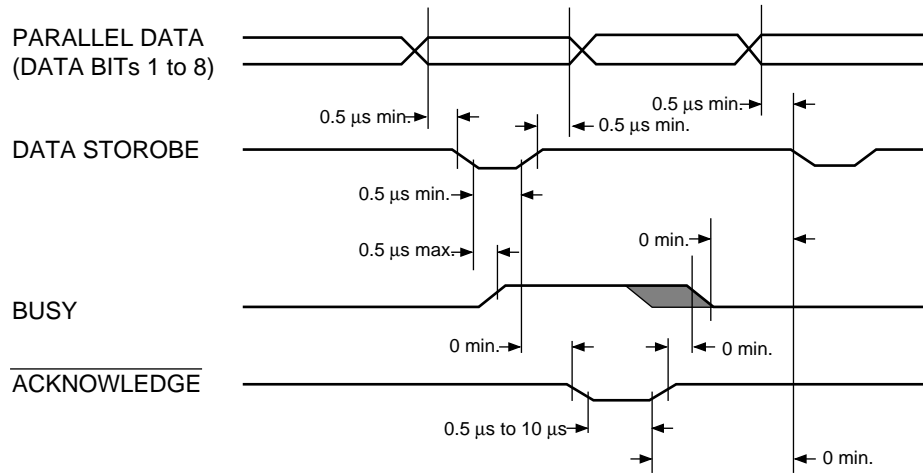 PARALLEL DATA
(DATA BITs 1 to 8)
0.5 µs min.
0.5 µs min.
0.5 µs min.
DATA STOROBE
0.5 µs min.
0.5 µs max.
0 min.
BUSY
0 min.
0 min.
ACKNOWLEDGE
0.5 µs to 10 µs
0 min.